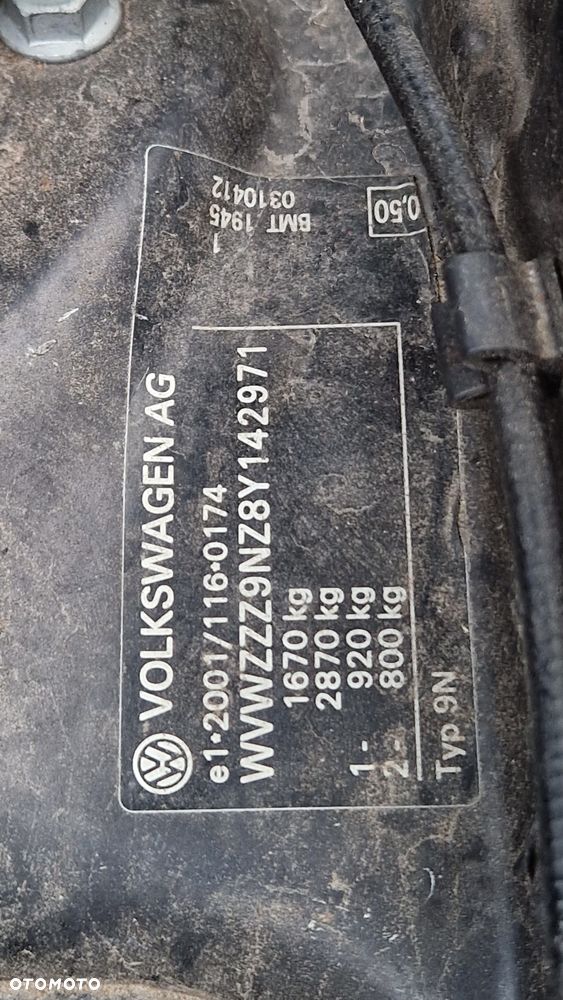 VOLKSWAGEN AG
e1*2001/116*0174
WVWZZZ9NZ8Y142971
1670 kg
2870 kg
1- 920 kg
2.- 800 kg
Typ 9N
1
BMT 1945
0310412
0,50
OTOMOTO